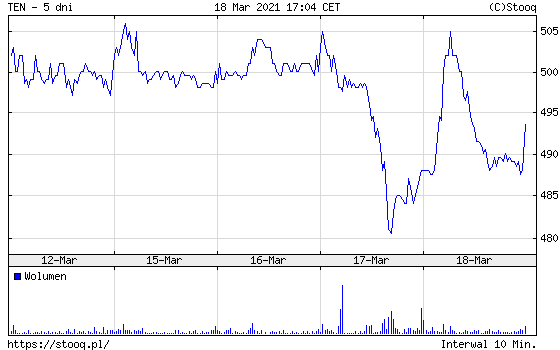 TEN - 5 dni 18 Mar 2021 17:04 CET (C)Stooq
505
500
495
490
485
480
12-Mar 15-Mar 16-Mar 17-Mar 18-Mar
Wolumen
https://stooq.pl/ Interwal 10 Min.